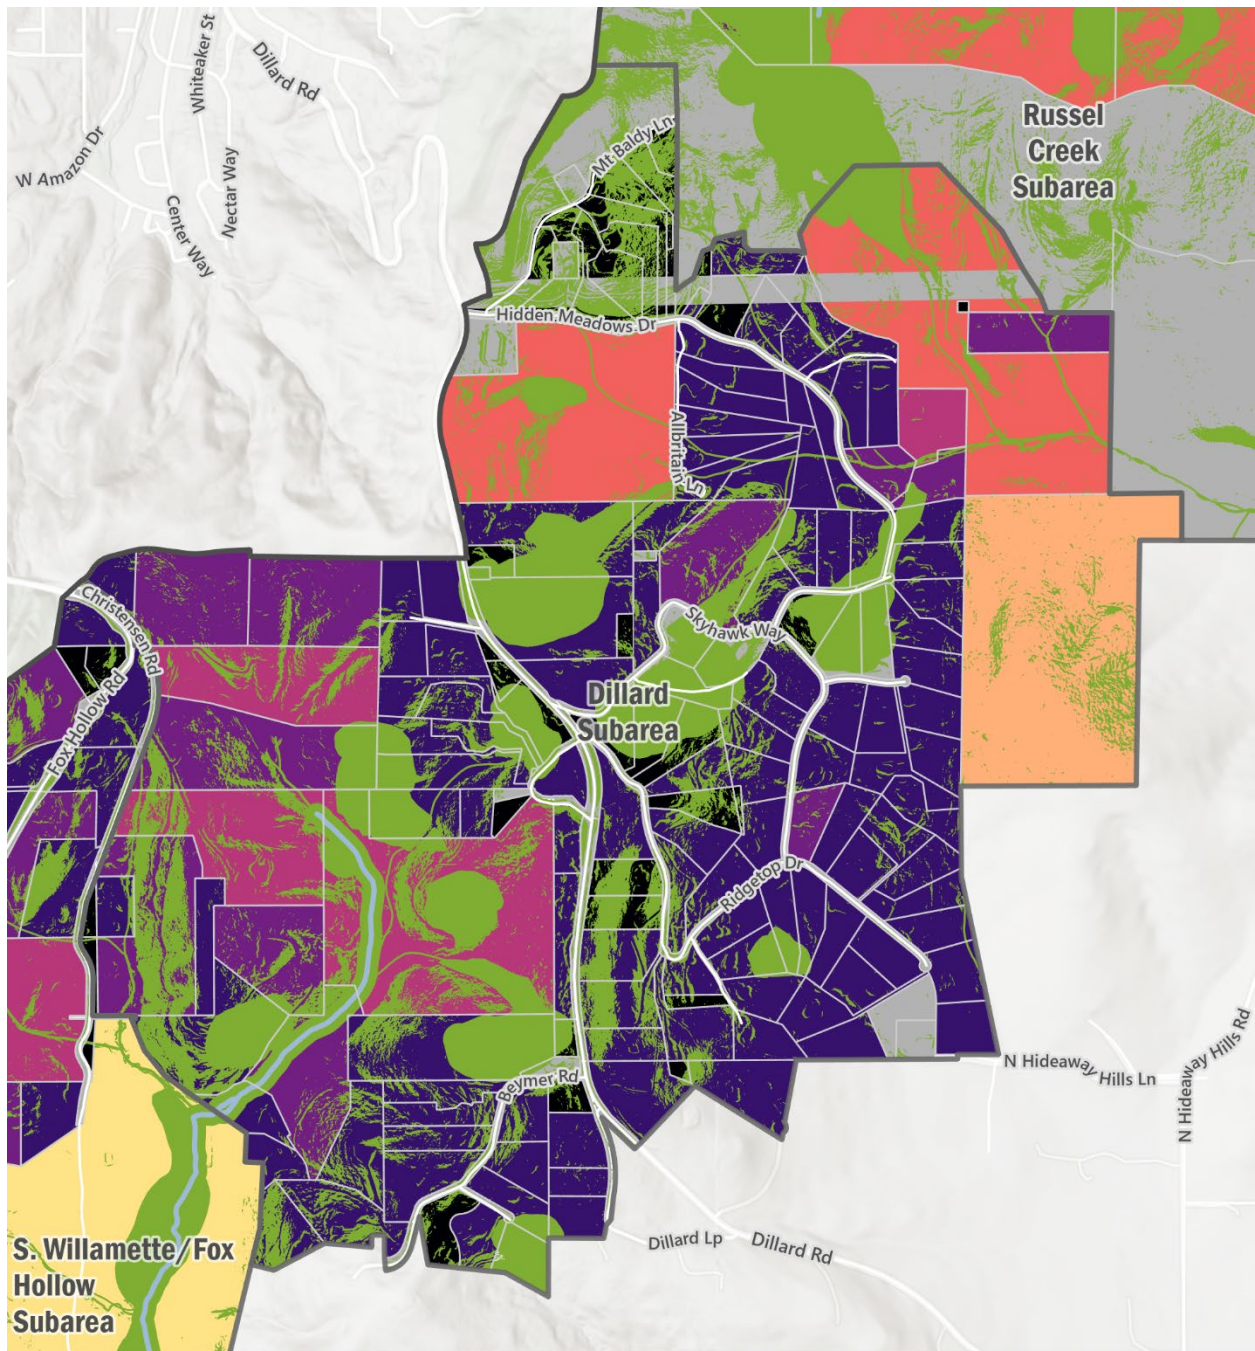 Whiteaker St
Dillard Rd
W Amazon Dr
Nectar Way
Center Way
Mt Baldy Ln
Russel
Creek
Subarea
Hidden Meadows Dr
Allbritain Ln
Christensen Rd
Fox Hollow Rd
Skyhawk Way
Dillard
Subarea
Ridgetop Dr
Beymer Rd
N Hideaway Hills Ln
N Hideaway Hills Rd
S. Willamette/Fox
Hollow
Subarea
Dillard Lp
Dillard Rd